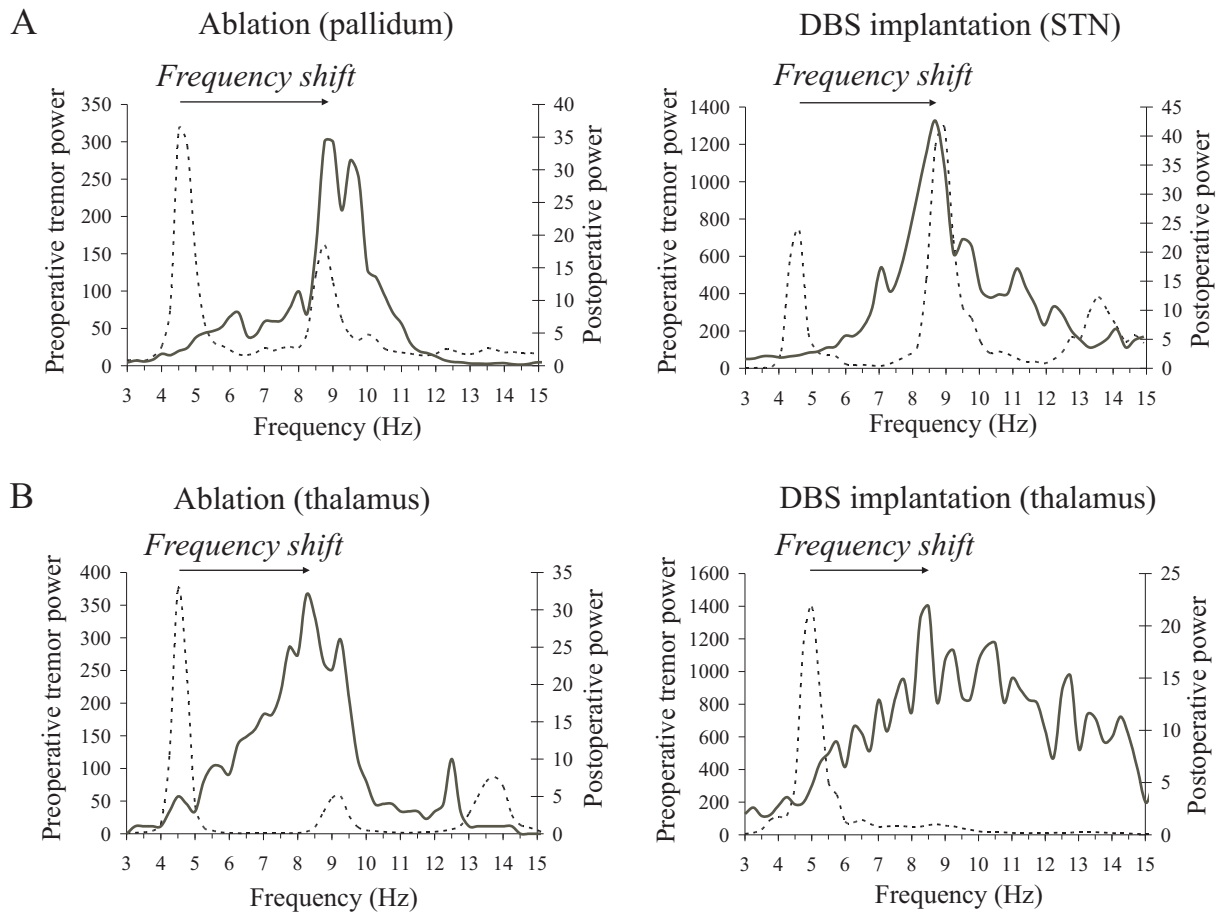 A
Ablation (pallidum)
DBS implantation (STN)
Frequency shift
Frequency shift
Preoperative tremor power
350
300
250
200
150
100
50
0
40
35
30
25
20
15
10
5
0
Postoperative power
3 4 5 6 7 8 9 10 11 12 13 14 15
Frequency (Hz)
Preoperative tremor power
1400
1200
1000
800
600
400
200
0
45
40
35
30
25
20
15
10
5
0
Postoperative power
3 4 5 6 7 8 9 10 11 12 13 14 15
Frequency (Hz)
B
Ablation (thalamus)
DBS implantation (thalamus)
Frequency shift
Frequency shift
Preoperative tremor power
400
350
300
250
200
150
100
50
0
35
30
25
20
15
10
5
0
Postoperative power
3 4 5 6 7 8 9 10 11 12 13 14 15
Frequency (Hz)
Preoperative tremor power
1600
1400
1200
1000
800
600
400
200
0
25
20
15
10
5
0
Postoperative power
3 4 5 6 7 8 9 10 11 12 13 14 15
Frequency (Hz)